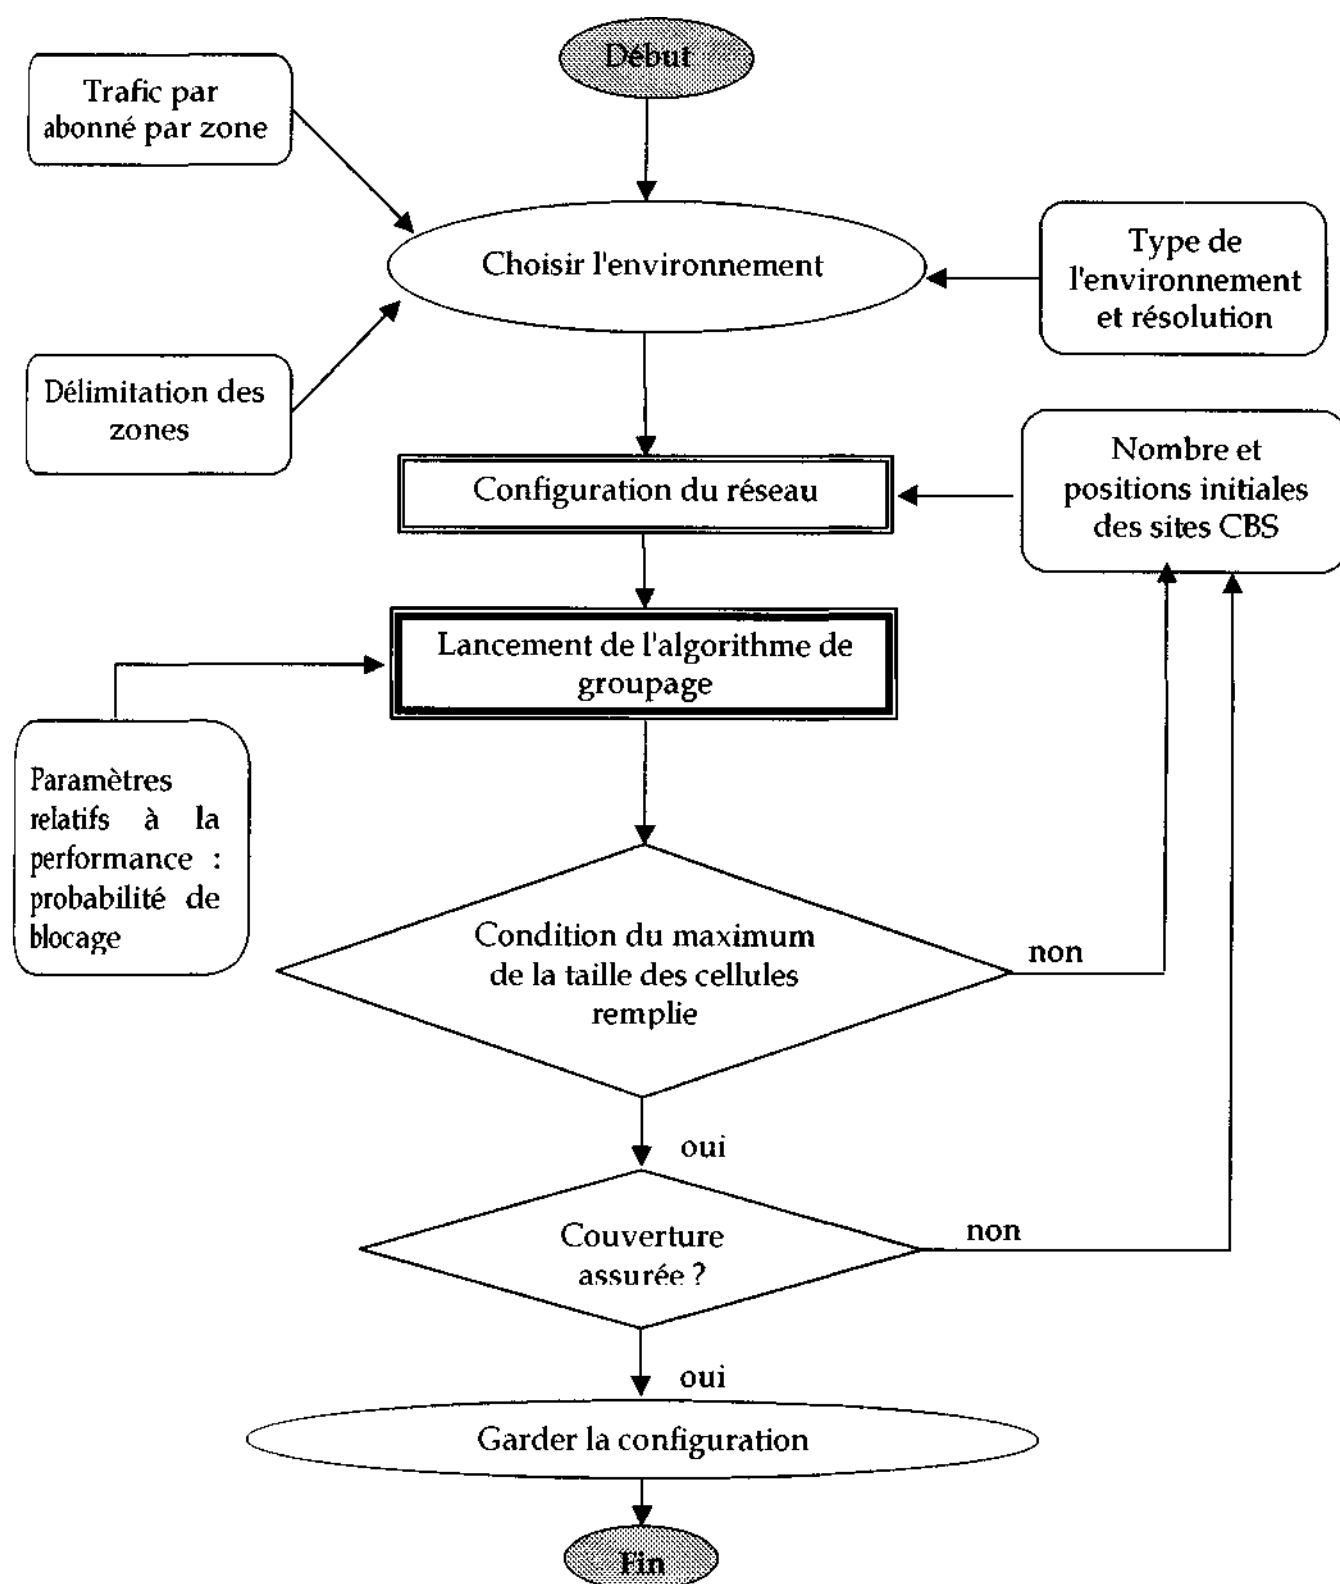 Début
Trafic par
abonné par zone
Choisir l'environnement
Type de
l'environnement
et résolution
Délimitation des
zones
Configuration du réseau
Nombre et
positions initiales
des sites CBS
Lancement de l'algorithme de
groupage
Paramètres
relatifs à la
performance :
probabilité de
blocage
Condition du maximum
de la taille des cellules
remplie
non
oui
Couverture
assurée ?
non
oui
Garder la configuration
Fin